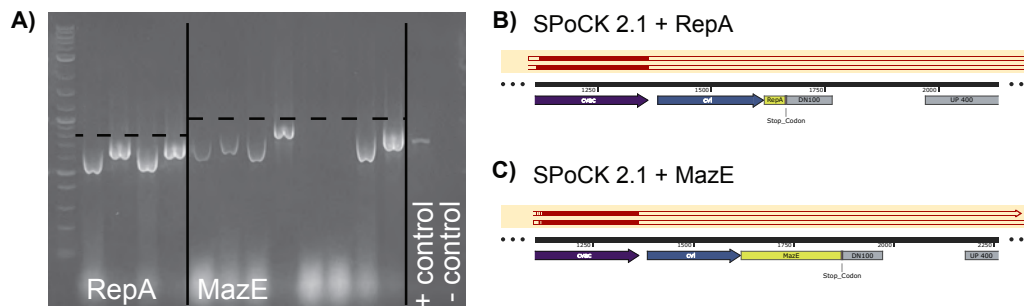 A)
RepA
MazE
+ control
- control
B) SPoCK 2.1 + RepA
1250
1500
1750
2000
cvac
cvi
RepA
DN100
UP 400
Stop_Codon
C) SPoCK 2.1 + MazE
1250
1500
1750
2000
2250
cvac
cvi
MazE
DN100
UP 400
Stop_Codon